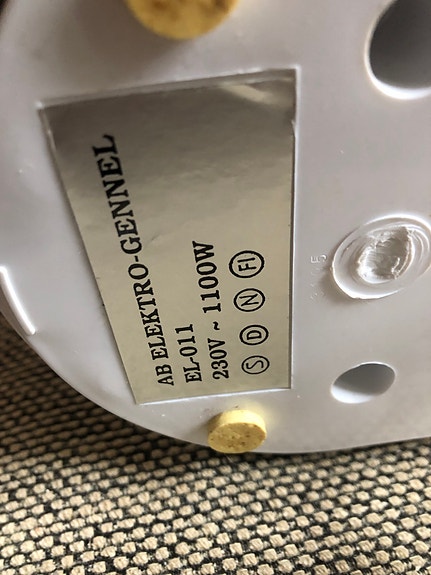 AB ELEKTRO-GENNEL
EL-011
230V ~ 1100W
S D N FI